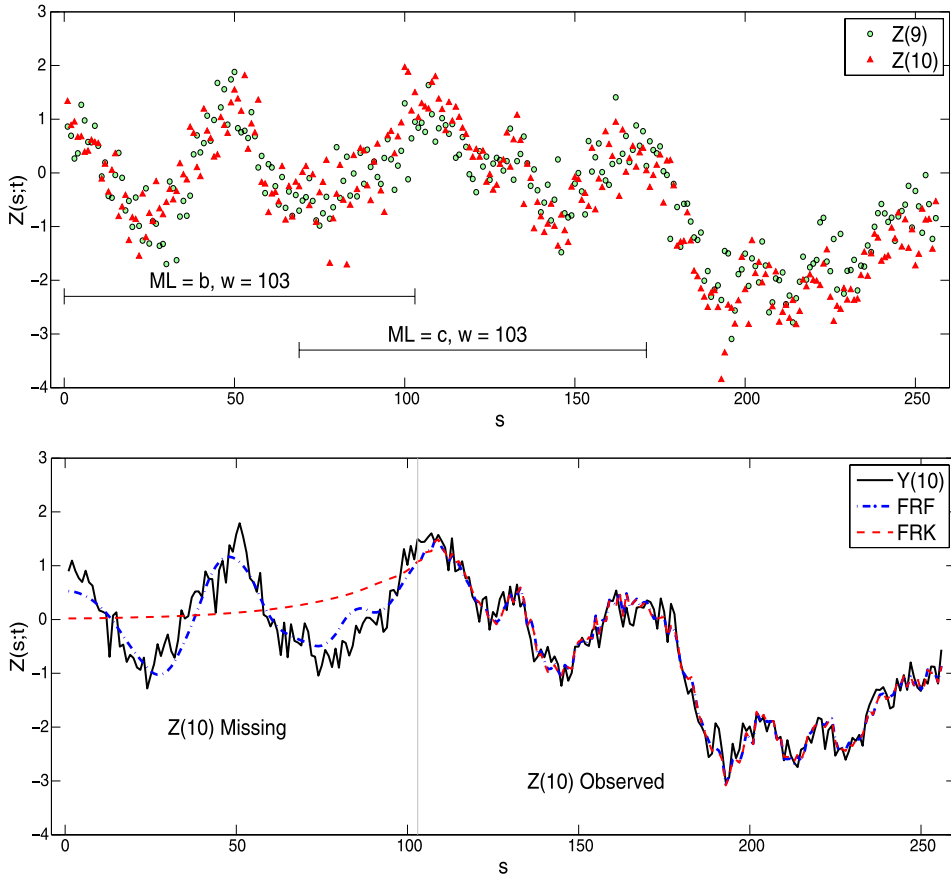 3
2
1
0
−1
−2
−3
−4
Z(s;t)
Z(9)
Z(10)
ML = b, w = 103
ML = c, w = 103
0
50
100
150
200
250
s
3
2
1
0
−1
−2
−3
−4
Z(s;t)
Y(10)
FRF
FRK
Z(10) Missing
Z(10) Observed
0
50
100
150
200
250
s